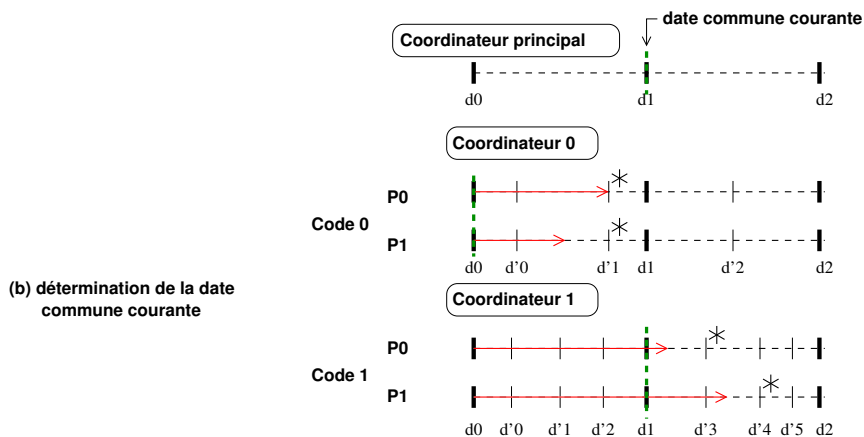 date commune courante
Coordinateur principal
d0 d1 d2
Coordinateur 0
P0
Code 0
P1
d0 d'0 d'1 d1 d'2 d2
(b) détermination de la date
commune courante
Coordinateur 1
P0
Code 1
P1
d0 d'0 d'1 d'2 d1 d'3 d'4 d'5 d2